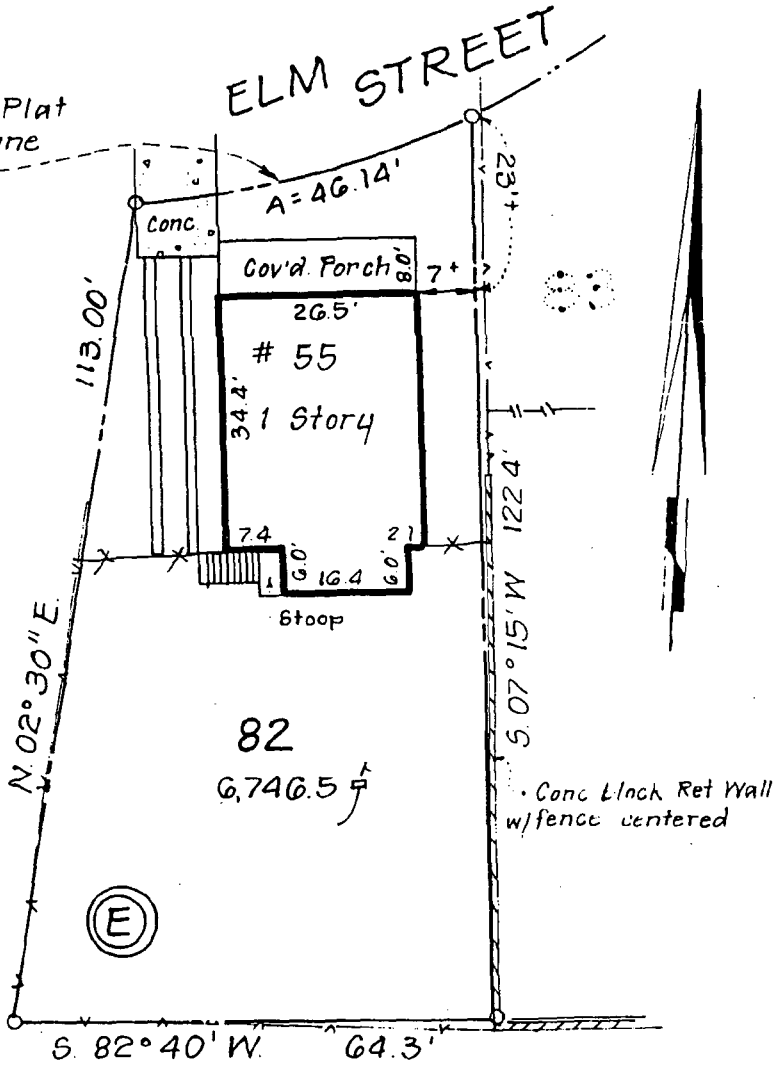 ELM STREET
Plat
A=46.14'
Conc
Cov'd. Porch 8.0'
7+
23'+
26.5'
# 55
34.4'
1 Story
113.00'
7.4
6.0'
16.4
6.0'
2.1
Stoop
N. 02° 30" E.
S. 07° 15' W 122.4'
82
6,746.5
• Conc Block Ret Wall
w/fence centered
E
S. 82° 40' W. 64.3'